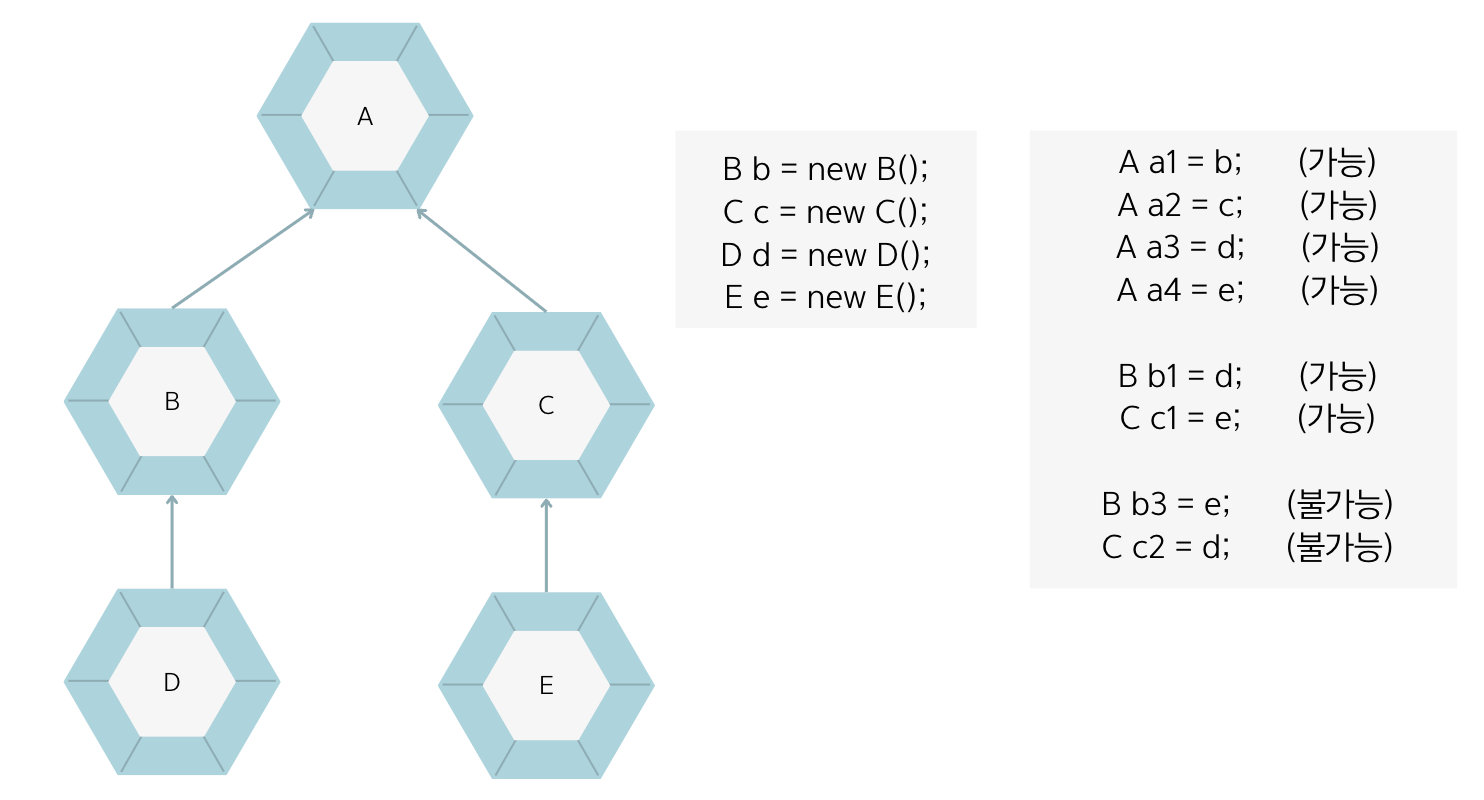 A
B
C
D
E
B b = new B();
C c = new C();
D d = new D();
E e = new E();
A a1 = b; (가능)
A a2 = c; (가능)
A a3 = d; (가능)
A a4 = e; (가능)
B b1 = d; (가능)
C c1 = e; (가능)
B b3 = e; (불가능)
C c2 = d; (불가능)